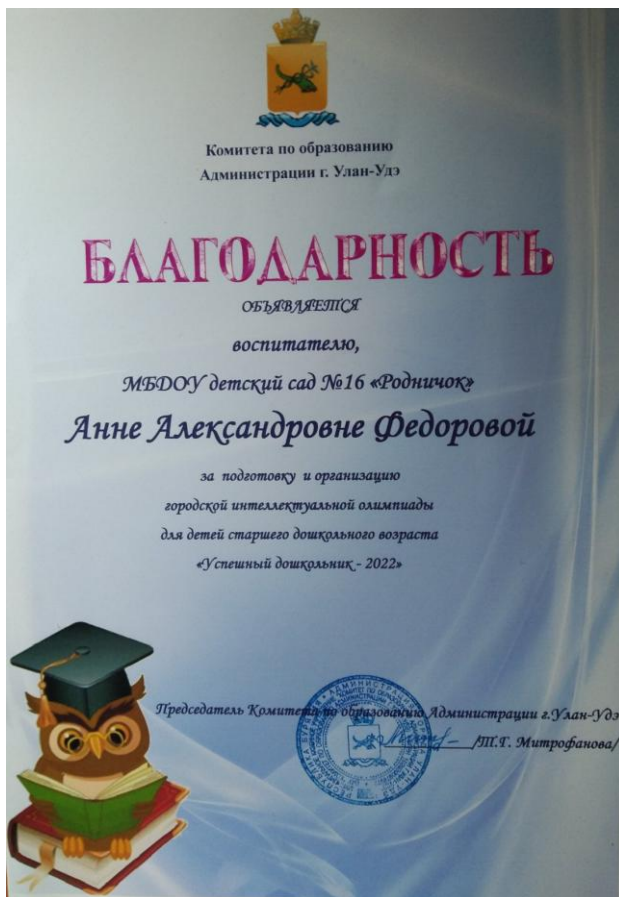 Комитета по образованию
Администрации г. Улан-Удэ
БЛАГОДАРНОСТЬ
ОБЪЯВЛЯЕТСЯ
воспитателю,
МБДОУ детский сад №16 «Родничок»
Анне Александровне Федоровой
за подготовку и организацию
городской интеллектуальной олимпиады
для детей старшего дошкольного возраста
«Успешный дошкольник - 2022»
Председатель Комитета по образованию Администрации г.Улан-Удэ
/Т.Г. Митрофанова/